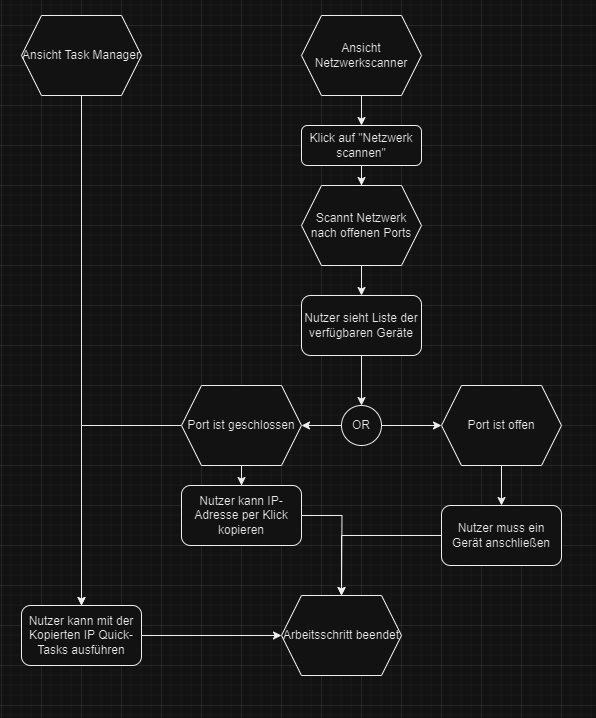 Ansicht Task Manager
Ansicht
Netzwerkscanner
Klick auf "Netzwerk
scannen"
Scannt Netzwerk
nach offenen Ports
Nutzer sieht Liste der
verfügbaren Geräte
Port ist geschlossen
OR
Port ist offen
Nutzer kann IP-
Adresse per Klick
kopieren
Nutzer muss ein
Gerät anschließen
Nutzer kann mit der
Kopierten IP Quick-
Tasks ausführen
Arbeitsschritt beendet